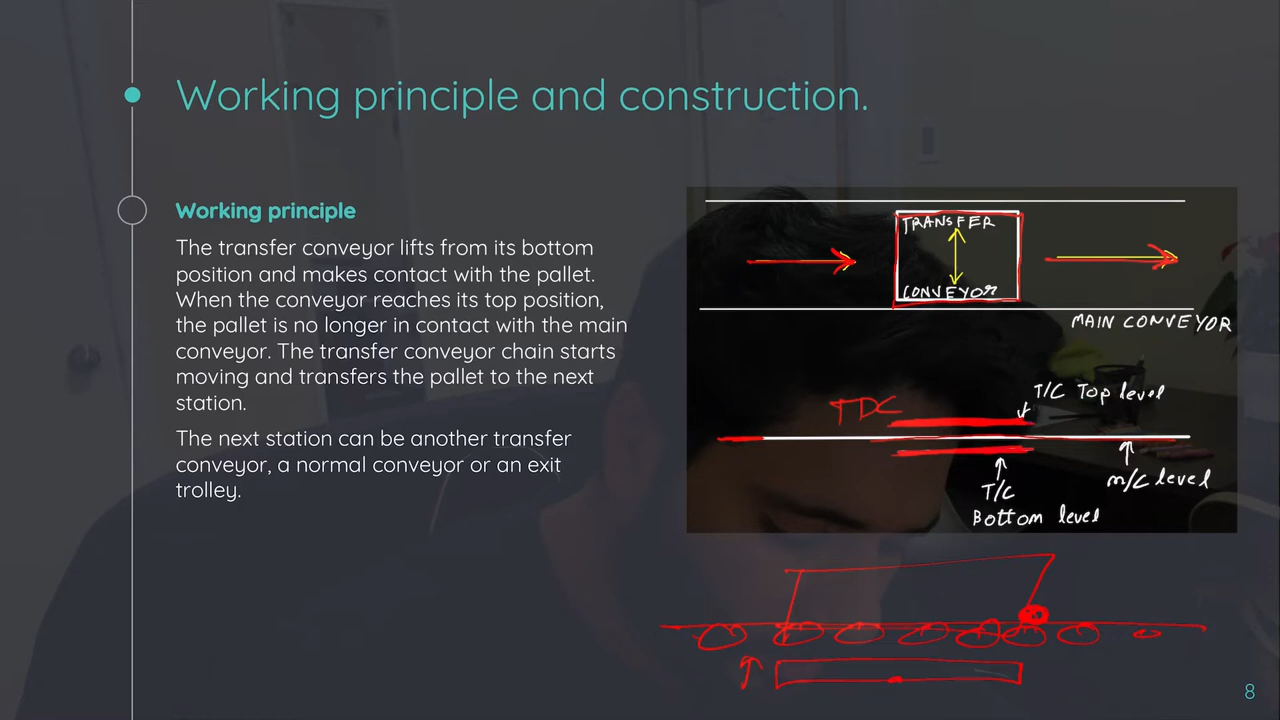 Working principle and construction.
Working principle
The transfer conveyor lifts from its bottom
position and makes contact with the pallet.
When the conveyor reaches its top position,
the pallet is no longer in contact with the main
conveyor. The transfer conveyor chain starts
moving and transfers the pallet to the next
station.
The next station can be another transfer
conveyor, a normal conveyor or an exit
trolley.
TRANSFER
CONVEYOR
MAIN CONVEYOR
TDC
T/C Top level
m/c level
T/C
Bottom level
8